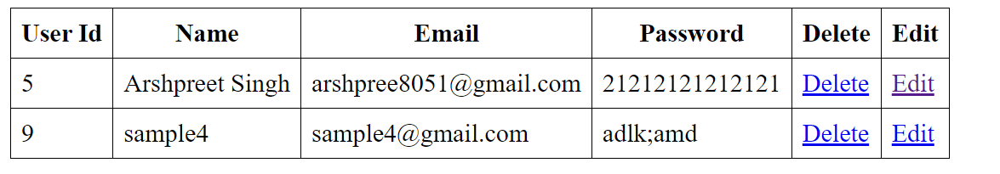 User Id Name Email Password Delete Edit
5 Arshpreet Singh arshpree8051@gmail.com 21212121212121 Delete Edit
9 sample4 sample4@gmail.com adlk;amd Delete Edit